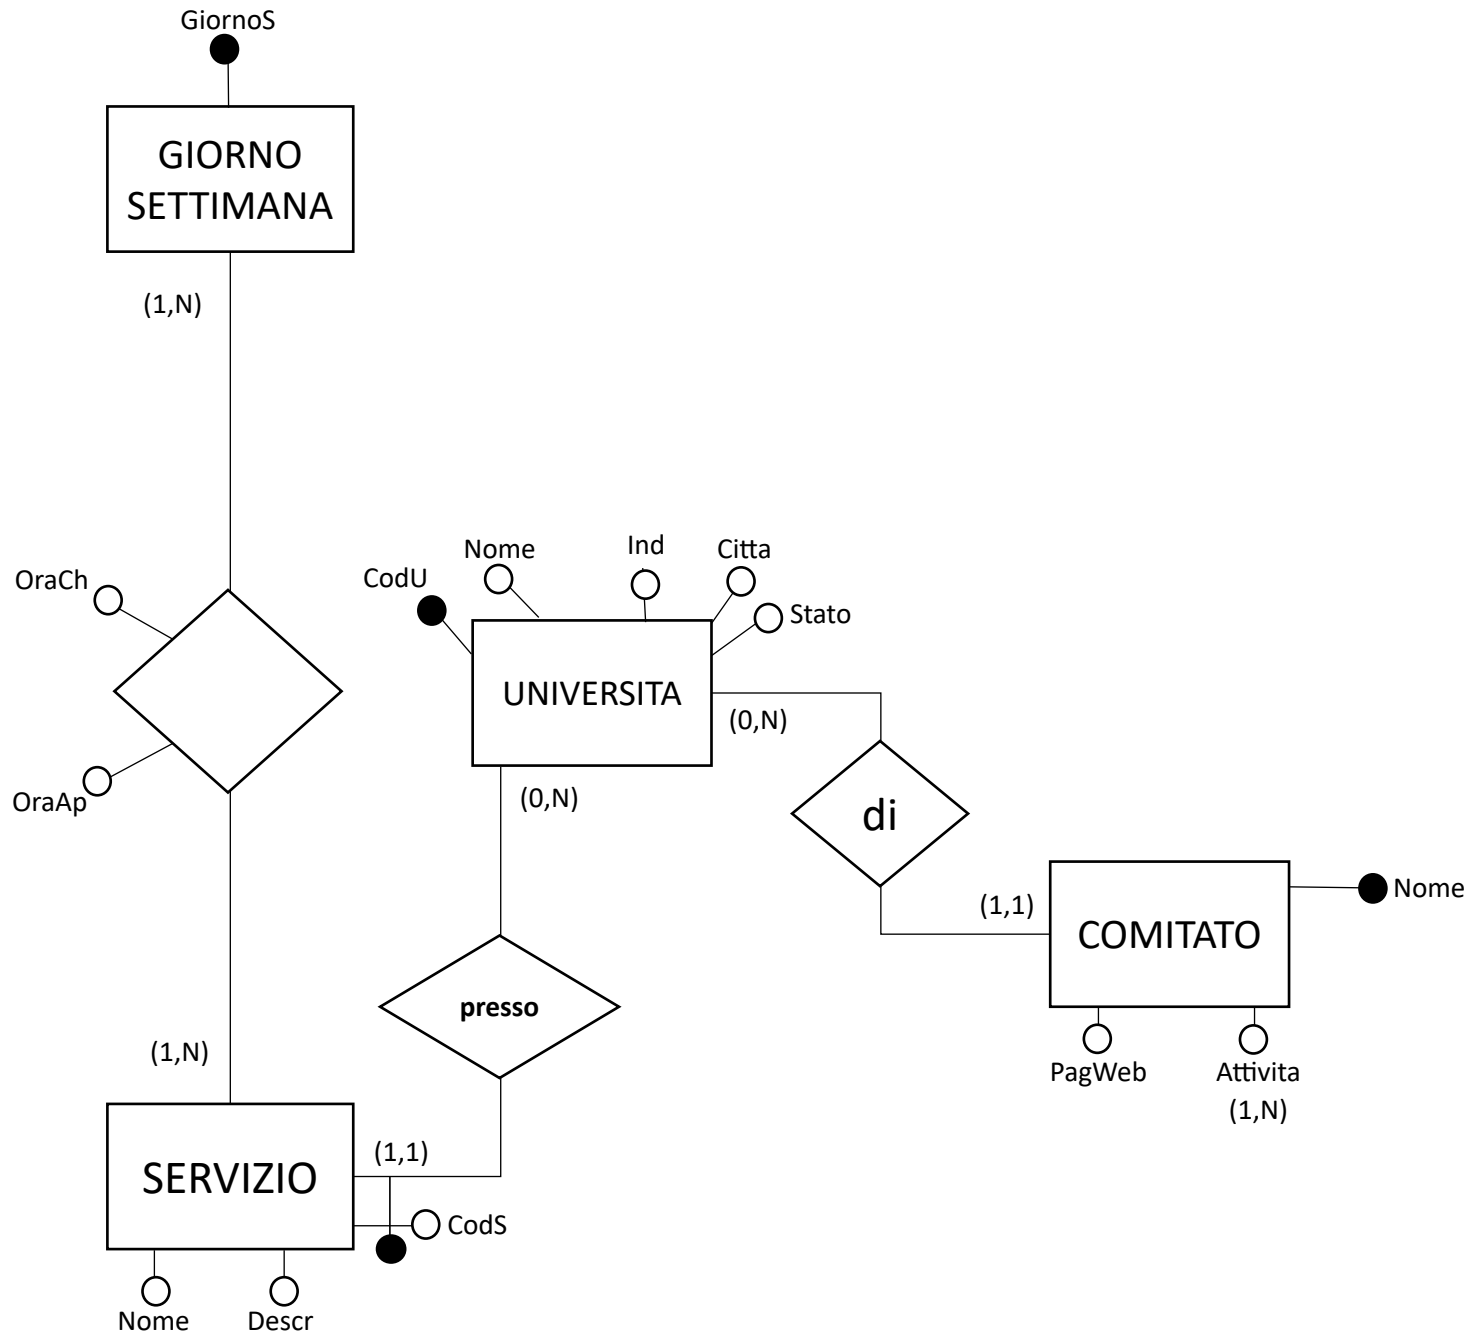 GiornoS
GIORNO
SETTIMANA
(1,N)
OraCh
OraAp
CodU
Nome
Ind
Citta
Stato
UNIVERSITA
(0,N)
(0,N)
di
(1,1)
COMITATO
Nome
PagWeb
Attivita
(1,N)
presso
(1,N)
SERVIZIO
(1,1)
CodS
Nome
Descr